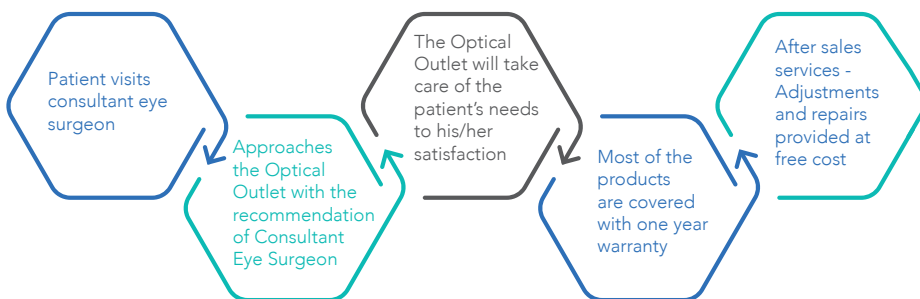 Patient visits
consultant eye
surgeon
Approaches
the Optical
Outlet with the
recommendation
of Consultant
Eye Surgeon
The Optical
Outlet will take
care of the
patient's needs
to his/her
satisfaction
Most of the
products
are covered
with one year
warranty
After sales
services -
Adjustments
and repairs
provided at
free cost